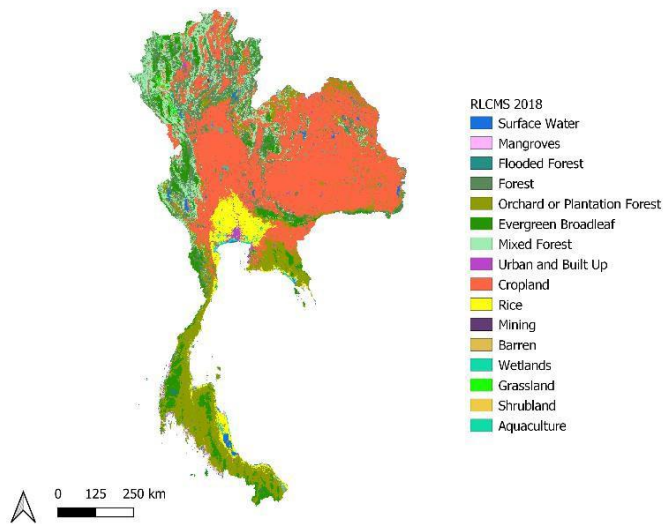 RLCMS 2018
Surface Water
Mangroves
Flooded Forest
Forest
Orchard or Plantation Forest
Evergreen Broadleaf
Mixed Forest
Urban and Built Up
Cropland
Rice
Mining
Barren
Wetlands
Grassland
Shrubland
Aquaculture
0 125 250 km